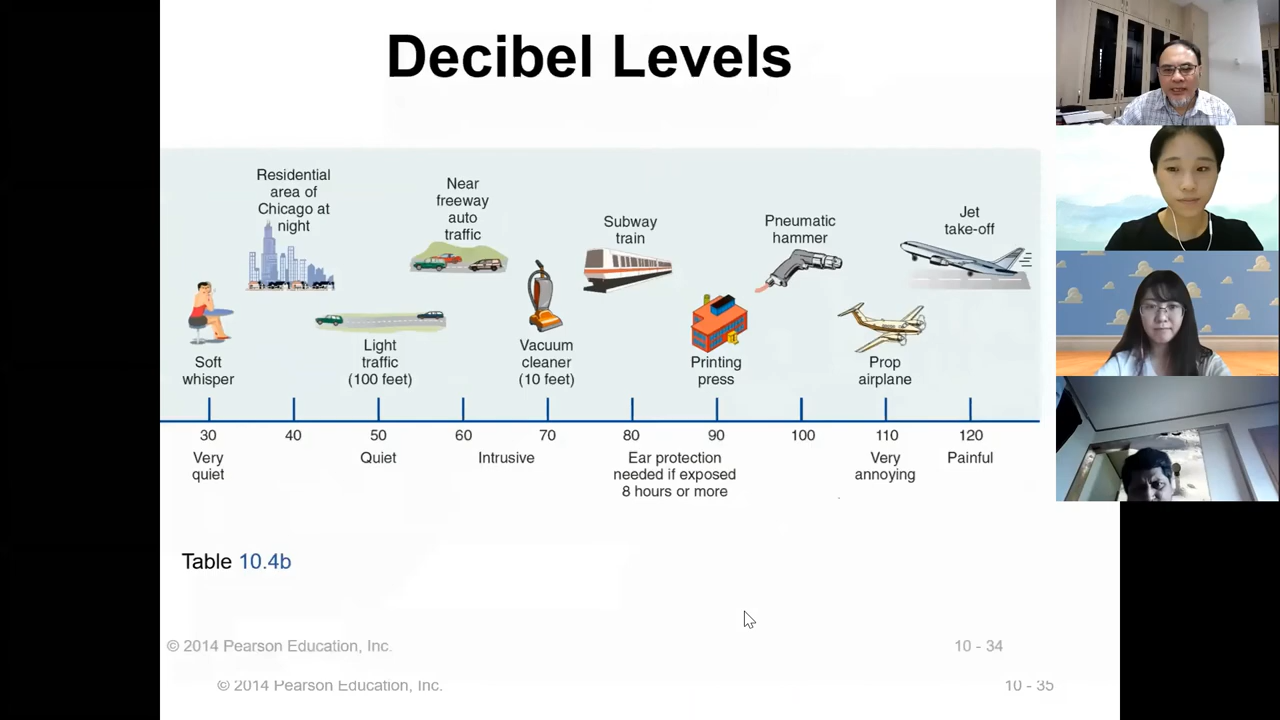 Decibel Levels
Residential
area of
Chicago at
night
Near
freeway
auto
traffic
Subway
train
Pneumatic
hammer
Jet
take-off
Soft
whisper
Light
traffic
(100 feet)
Vacuum
cleaner
(10 feet)
Printing
press
Prop
airplane
30 40 50 60 70 80 90 100 110 120
Very
quiet
Quiet
Intrusive
Ear protection
needed if exposed
8 hours or more
Very
annoying
Painful
Table 10.4b
© 2014 Pearson Education, Inc. 10 - 34
© 2014 Pearson Education, Inc. 10 - 35